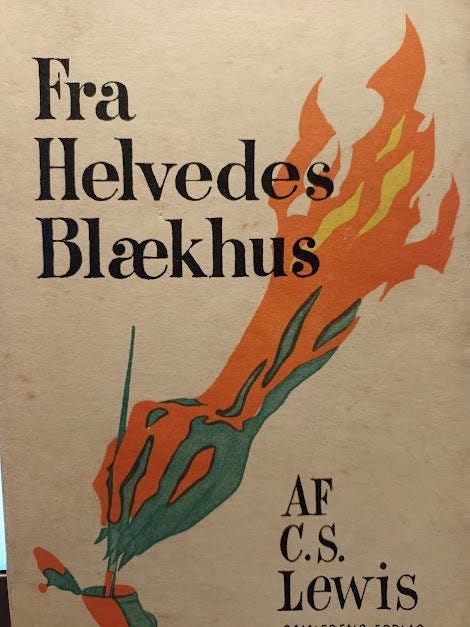 Fra
Helvedes
Blækhus
AF
C.S.
Lewis